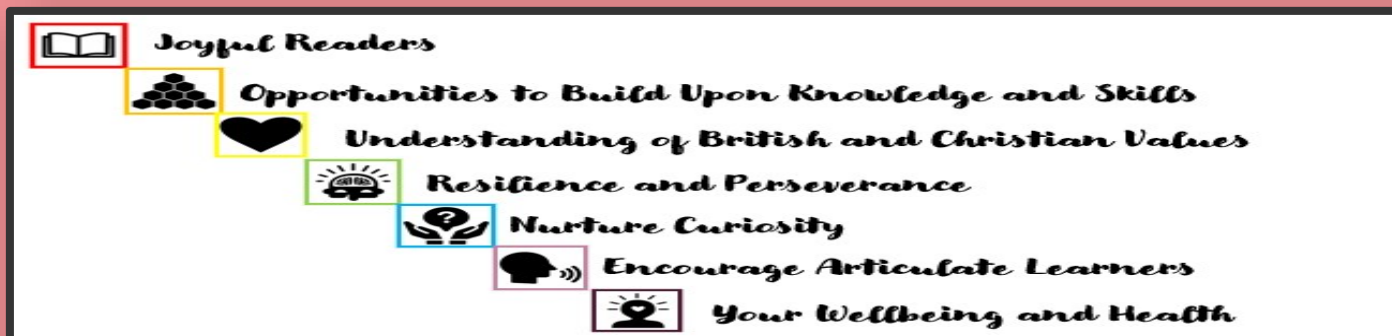 Joyful Readers
Opportunities to Build Upon Knowledge and Skills
Understanding of British and Christian Values
Resilience and Perseverance
?
Nurture Curiosity
Encourage Articulate Learners
Your Wellbeing and Health